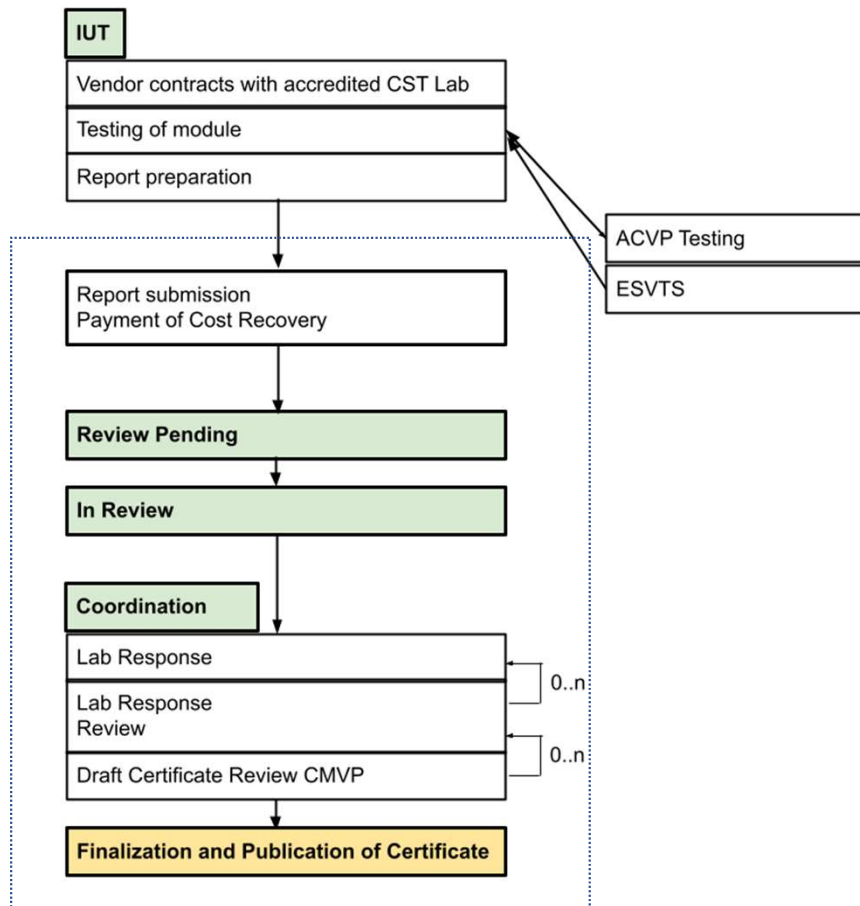 IUT
Vendor contracts with accredited CST Lab
Testing of module
Report preparation
ACVP Testing
ESVTS
Report submission
Payment of Cost Recovery
Review Pending
In Review
Coordination
Lab Response
0..n
Lab Response
Review
0..n
Draft Certificate Review CMVP
Finalization and Publication of Certificate